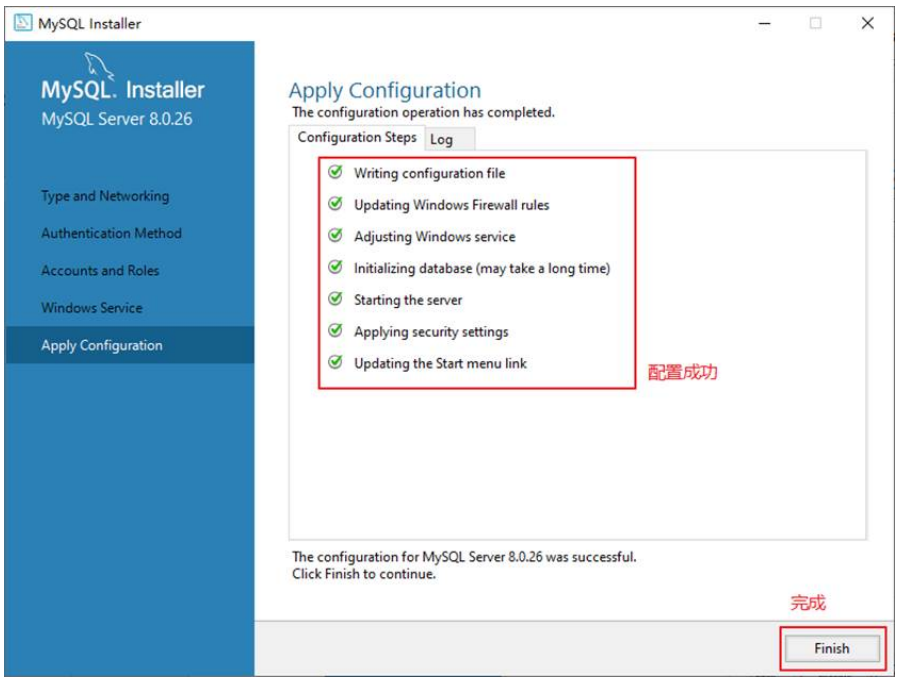 MySQL Installer
MySQL. Installer
MySQL Server 8.0.26
Type and Networking
Authentication Method
Accounts and Roles
Windows Service
Apply Configuration
Apply Configuration
The configuration operation has completed.
Configuration Steps Log
Writing configuration file
Updating Windows Firewall rules
Adjusting Windows service
Initializing database (may take a long time)
Starting the server
Applying security settings
Updating the Start menu link
配置成功
The configuration for MySQL Server 8.0.26 was successful.
Click Finish to continue.
完成
Finish